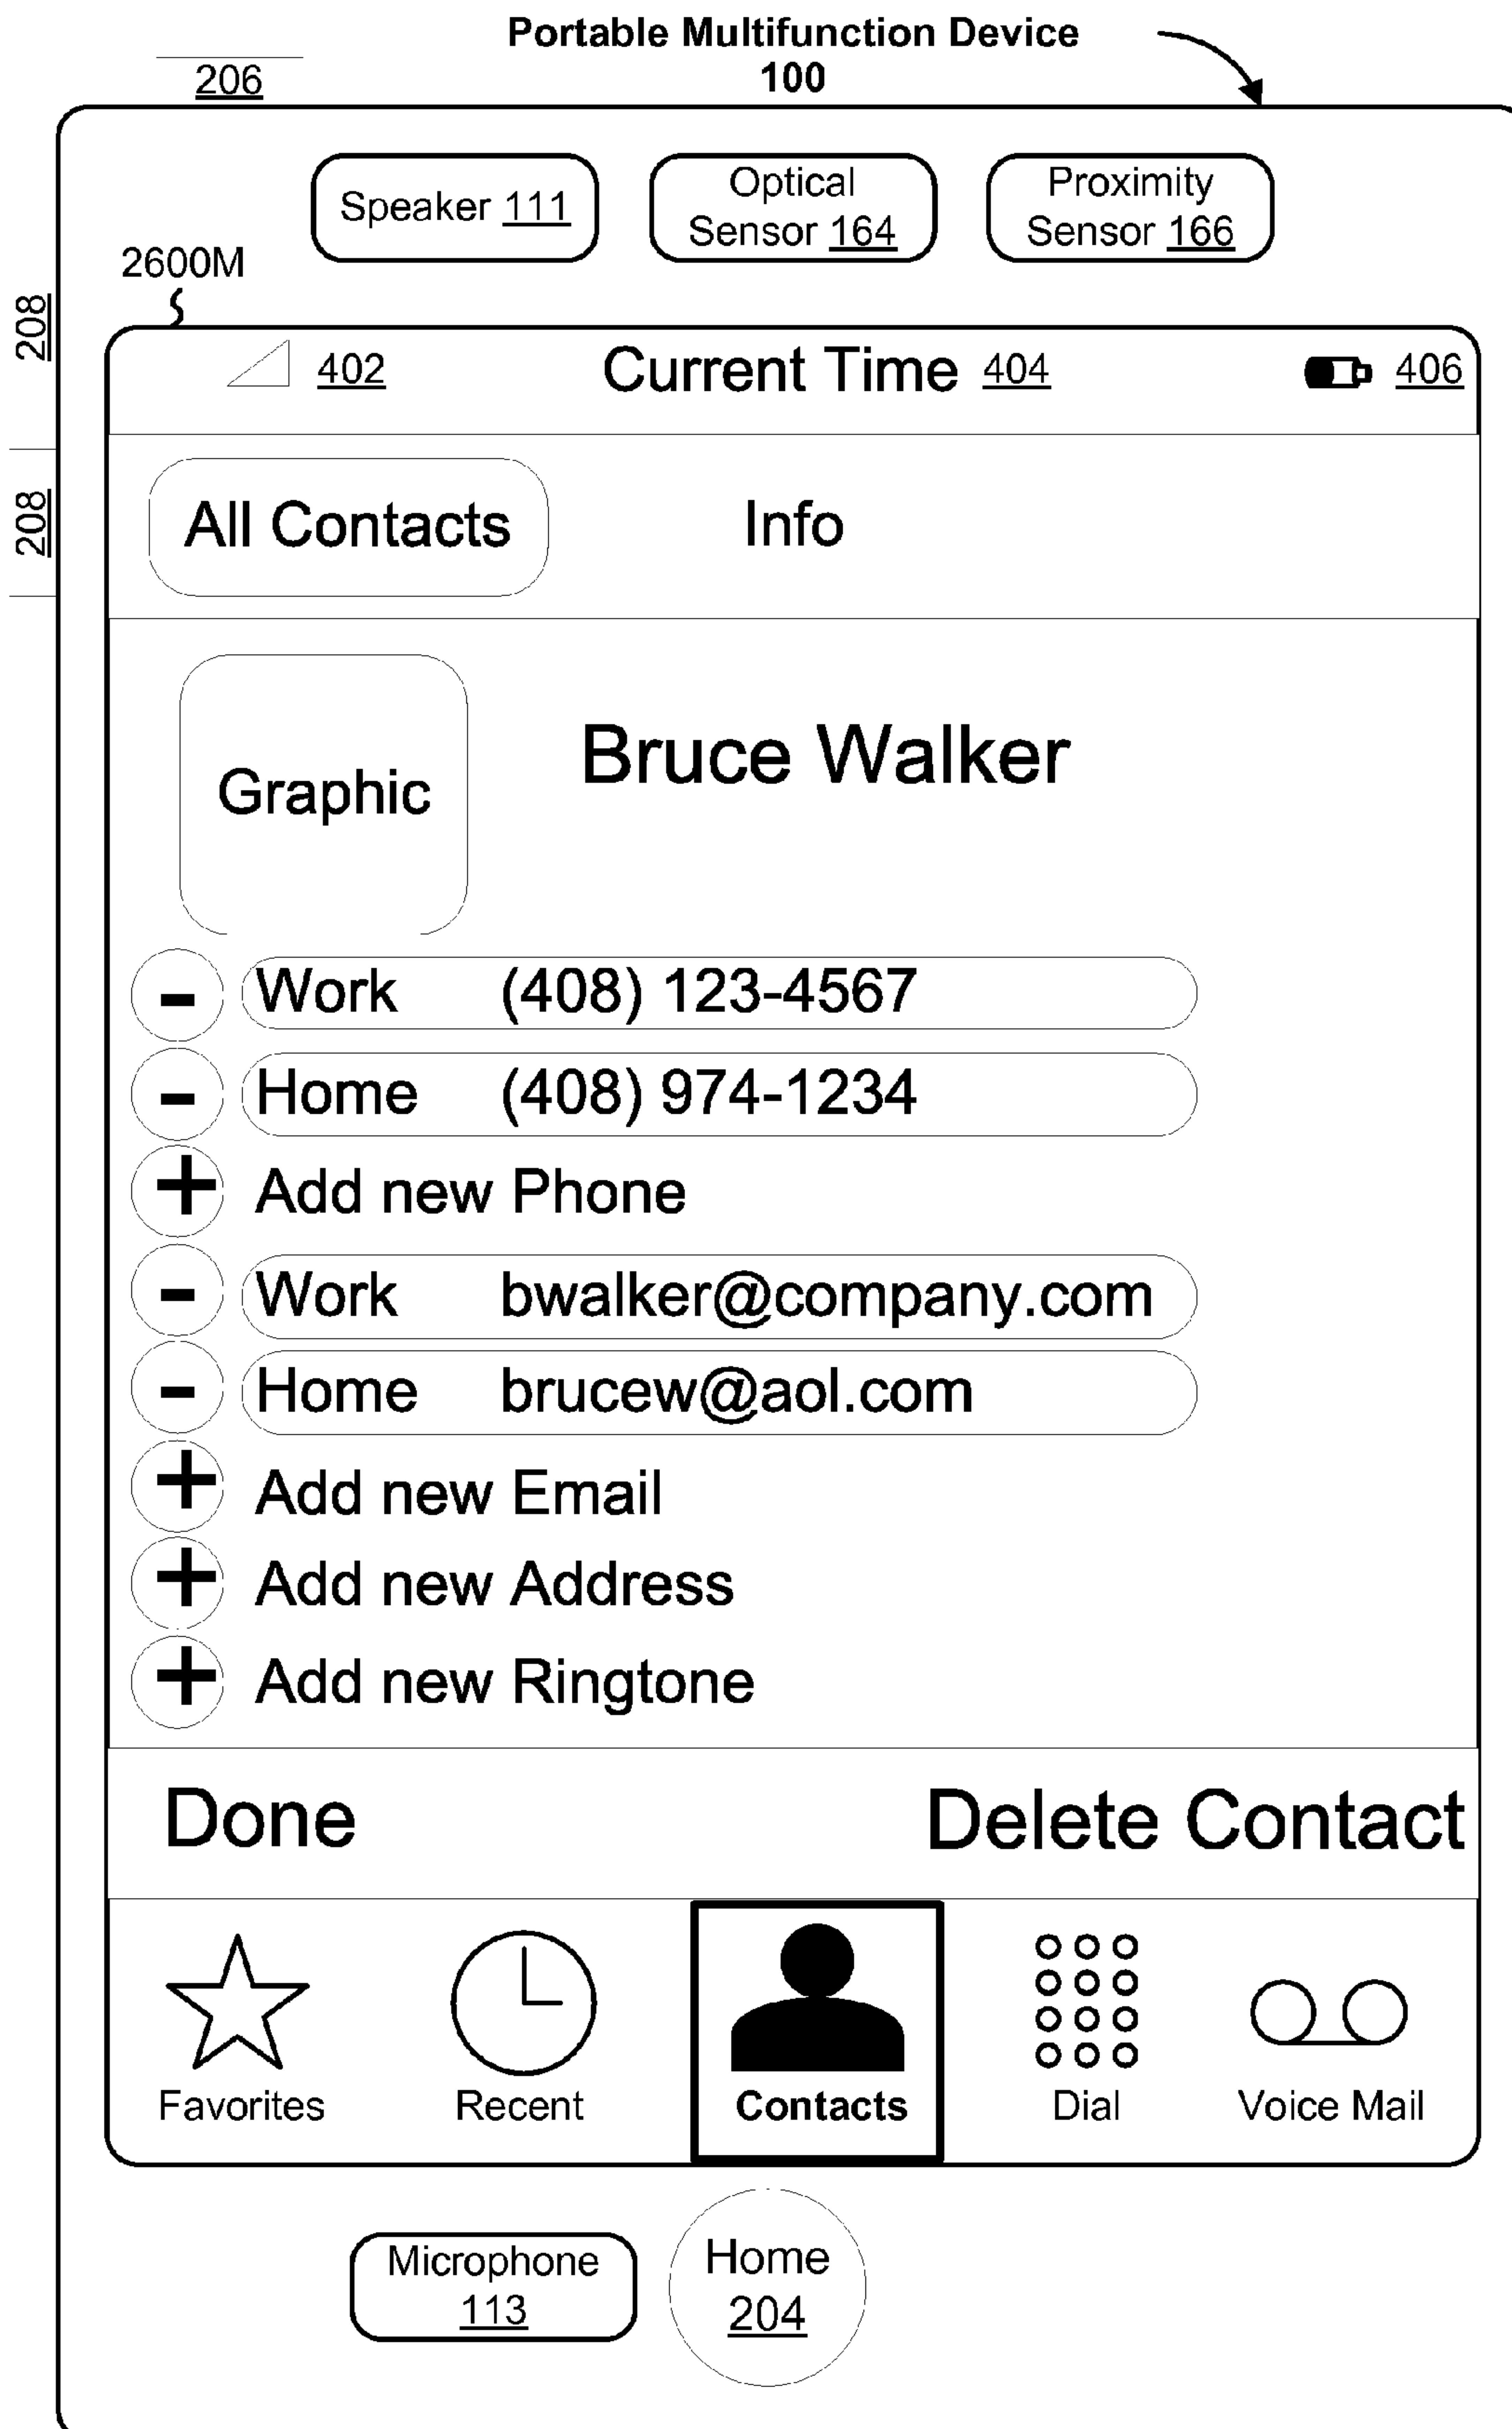 Portable Multifunction Device
100
206
Speaker 111
Optical
Sensor 164
Proximity
Sensor 166
2600M
208
208
402
Current Time 404
406
All Contacts
Info
Graphic
Bruce Walker
- Work (408) 123-4567
- Home (408) 974-1234
+ Add new Phone
- Work bwalker@company.com
- Home brucew@aol.com
+ Add new Email
+ Add new Address
+ Add new Ringtone
Done
Delete Contact
Favorites
Recent
Contacts
Dial
Voice Mail
Microphone
113
Home
204